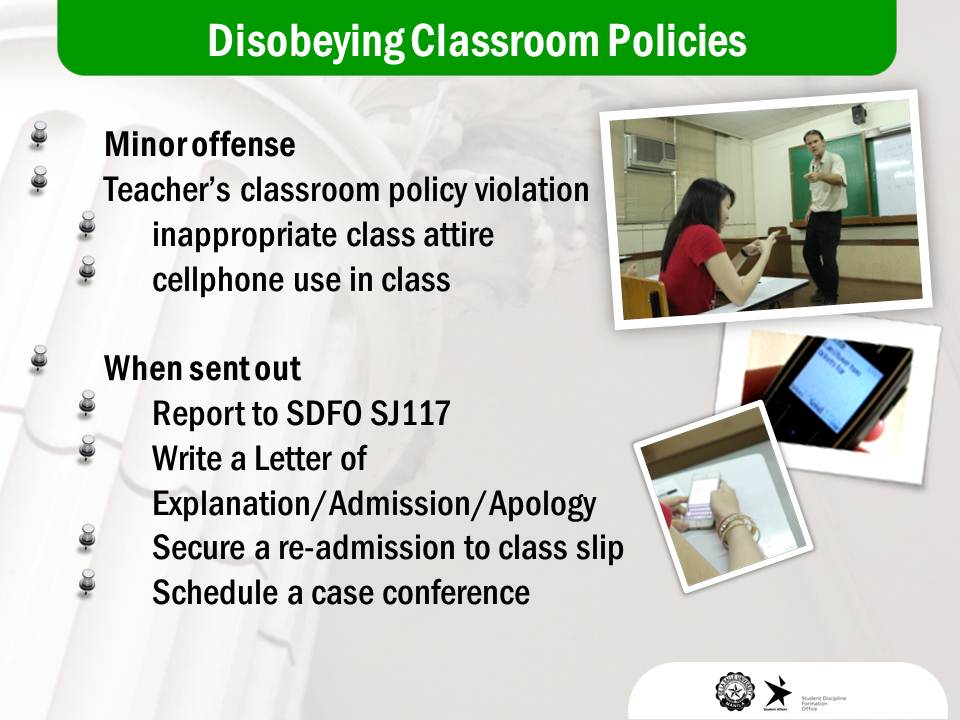 Disobeying Classroom Policies
Minor offense
Teacher's classroom policy violation
inappropriate class attire
cellphone use in class
When sent out
Report to SDFO SJ117
Write a Letter of
Explanation/Admission/Apology
Secure a re-admission to class slip
Schedule a case conference
Send
MANILA
Student Affairs
Student Discipline
Formation
Office